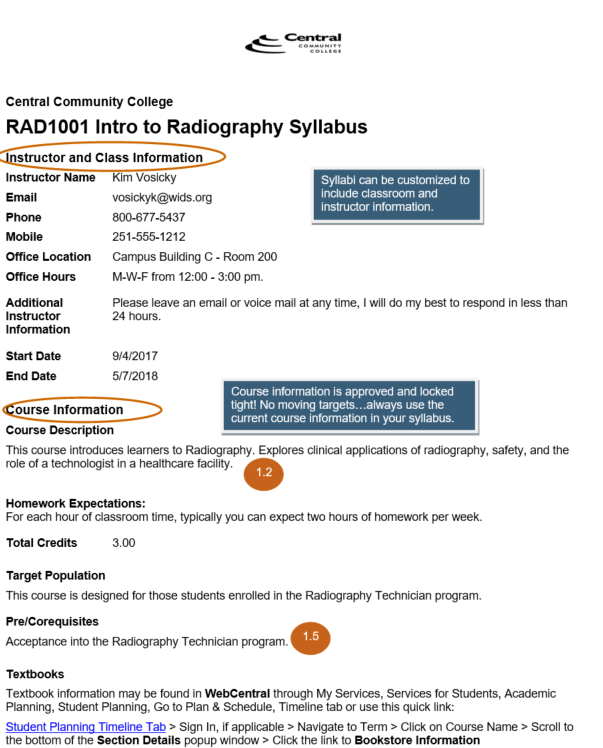 Central
COMMUNITY
COLLEGE
Central Community College
RAD1001 Intro to Radiography Syllabus
Instructor and Class Information
Instructor Name Kim Vosicky
Syllabi can be customized to
include classroom and
instructor information.
Email vosickyk@wids.org
Phone 800-677-5437
Mobile 251-555-1212
Office Location Campus Building C - Room 200
Office Hours M-W-F from 12:00 - 3:00 pm.
Additional Please leave an email or voice mail at any time, I will do my best to respond in less than
Instructor 24 hours.
Information
Start Date 9/4/2017
End Date 5/7/2018
Course information is approved and locked
tight! No moving targets…always use the
current course information in your syllabus.
Course Information
Course Description
This course introduces learners to Radiography. Explores clinical applications of radiography, safety, and the
role of a technologist in a healthcare facility.
1.2
Homework Expectations:
For each hour of classroom time, typically you can expect two hours of homework per week.
Total Credits 3.00
Target Population
This course is designed for those students enrolled in the Radiography Technician program.
Pre/Corequisites
Acceptance into the Radiography Technician program.
1.5
Textbooks
Textbook information may be found in WebCentral through My Services, Services for Students, Academic
Planning, Student Planning, Go to Plan & Schedule, Timeline tab or use this quick link:
Student Planning Timeline Tab > Sign In, if applicable > Navigate to Term > Click on Course Name > Scroll to
the bottom of the Section Details popup window > Click the link to Bookstore Information